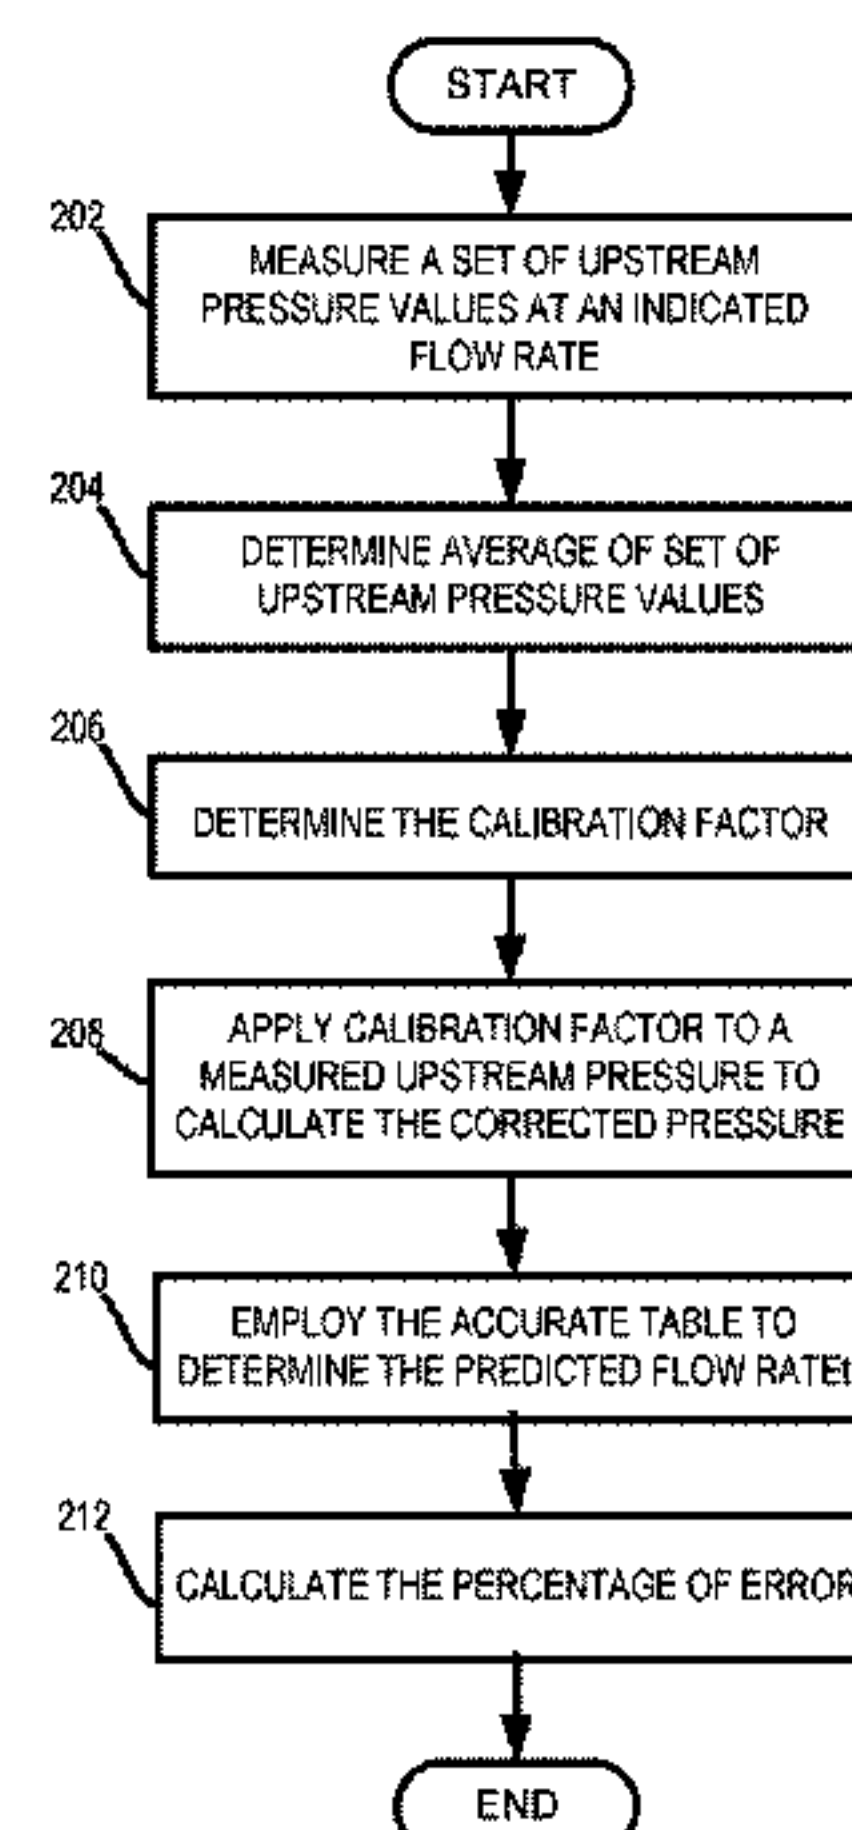 START
202
MEASURE A SET OF UPSTREAM
PRESSURE VALUES AT AN INDICATED
FLOW RATE
204
DETERMINE AVERAGE OF SET OF
UPSTREAM PRESSURE VALUES
206
DETERMINE THE CALIBRATION FACTOR
208
APPLY CALIBRATION FACTOR TO A
MEASURED UPSTREAM PRESSURE TO
CALCULATE THE CORRECTED PRESSURE
210
EMPLOY THE ACCURATE TABLE TO
DETERMINE THE PREDICTED FLOW RATEt
212
CALCULATE THE PERCENTAGE OF ERROR
END